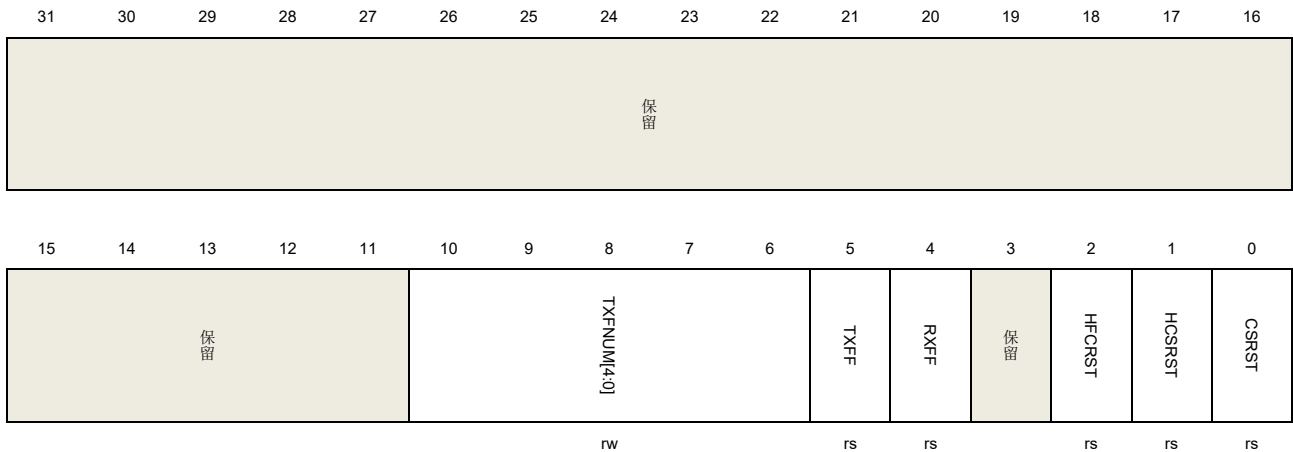 31 30 29 28 27 26 25 24 23 22 21 20 19 18 17 16
保留
15 14 13 12 11 10 9 8 7 6 5 4 3 2 1 0
保留 TXFNUM[4:0] TXFF RXFF 保留 HFCRST HCSRST CSRST
rw rs rs rs rs rs